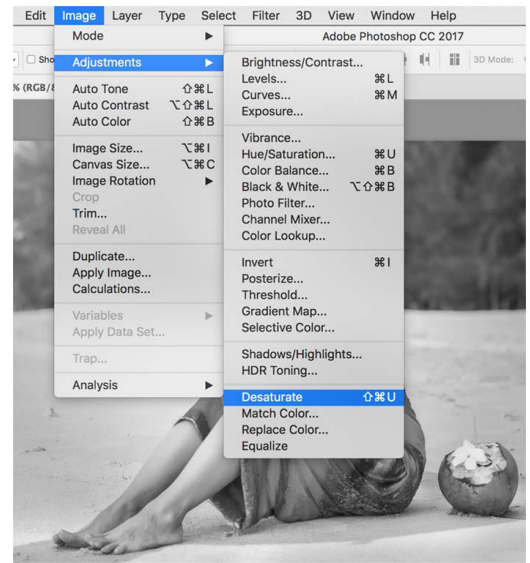 Edit Image Layer Type Select Filter 3D View Window Help
Adobe Photoshop CC 2017
Sho
3D Mode:
% (RGB/8
Mode ▶
Adjustments ▶
Auto Tone ⇧⌘L
Auto Contrast ⌥⇧⌘L
Auto Color ⇧⌘B
Image Size... ⌥⌘I
Canvas Size... ⌥⌘C
Image Rotation ▶
Crop
Trim...
Reveal All
Duplicate...
Apply Image...
Calculations...
Variables ▶
Apply Data Set...
Trap...
Analysis ▶
Brightness/Contrast...
Levels... ⌘L
Curves... ⌘M
Exposure...
Vibrance...
Hue/Saturation... ⌘U
Color Balance... ⌘B
Black & White... ⌥⇧⌘B
Photo Filter...
Channel Mixer...
Color Lookup...
Invert ⌘I
Posterize...
Threshold...
Gradient Map...
Selective Color...
Shadows/Highlights...
HDR Toning...
Desaturate ⇧⌘U
Match Color...
Replace Color...
Equalize